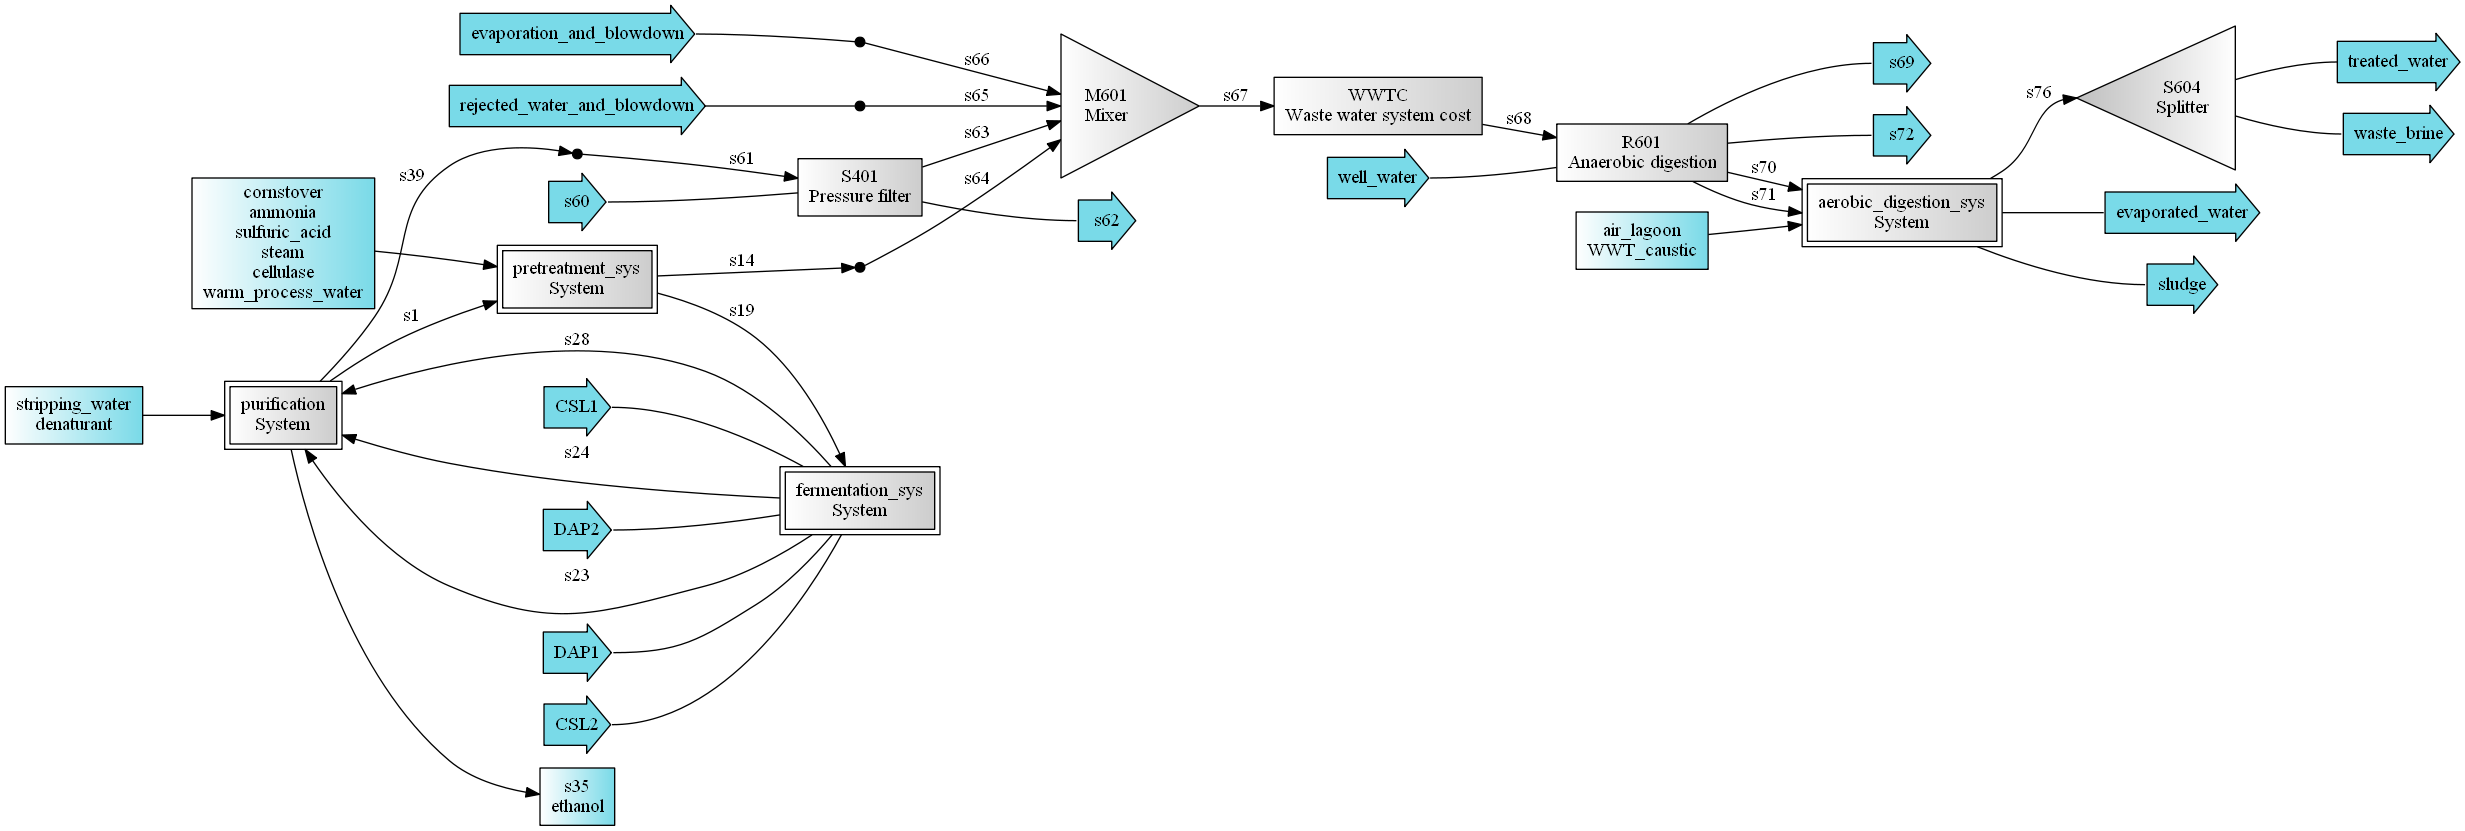 evaporation_and_blowdown
s66
rejected_water_and_blowdown
s65
M601
Mixer
s67
WWTC
Waste water system cost
s68
s63
s39
s61
S401
Pressure filter
s64
s60
s62
cornstover
ammonia
sulfuric_acid
steam
cellulase
warm_process_water
pretreatment_sys
System
s14
s1
s19
s28
stripping_water
denaturant
purification
System
CSL1
s24
fermentation_sys
System
DAP2
s23
DAP1
CSL2
s35
ethanol
well_water
R601
Anaerobic digestion
s69
s72
s70
s71
air_lagoon
WWT_caustic
aerobic_digestion_sys
System
s76
S604
Splitter
treated_water
waste_brine
evaporated_water
sludge